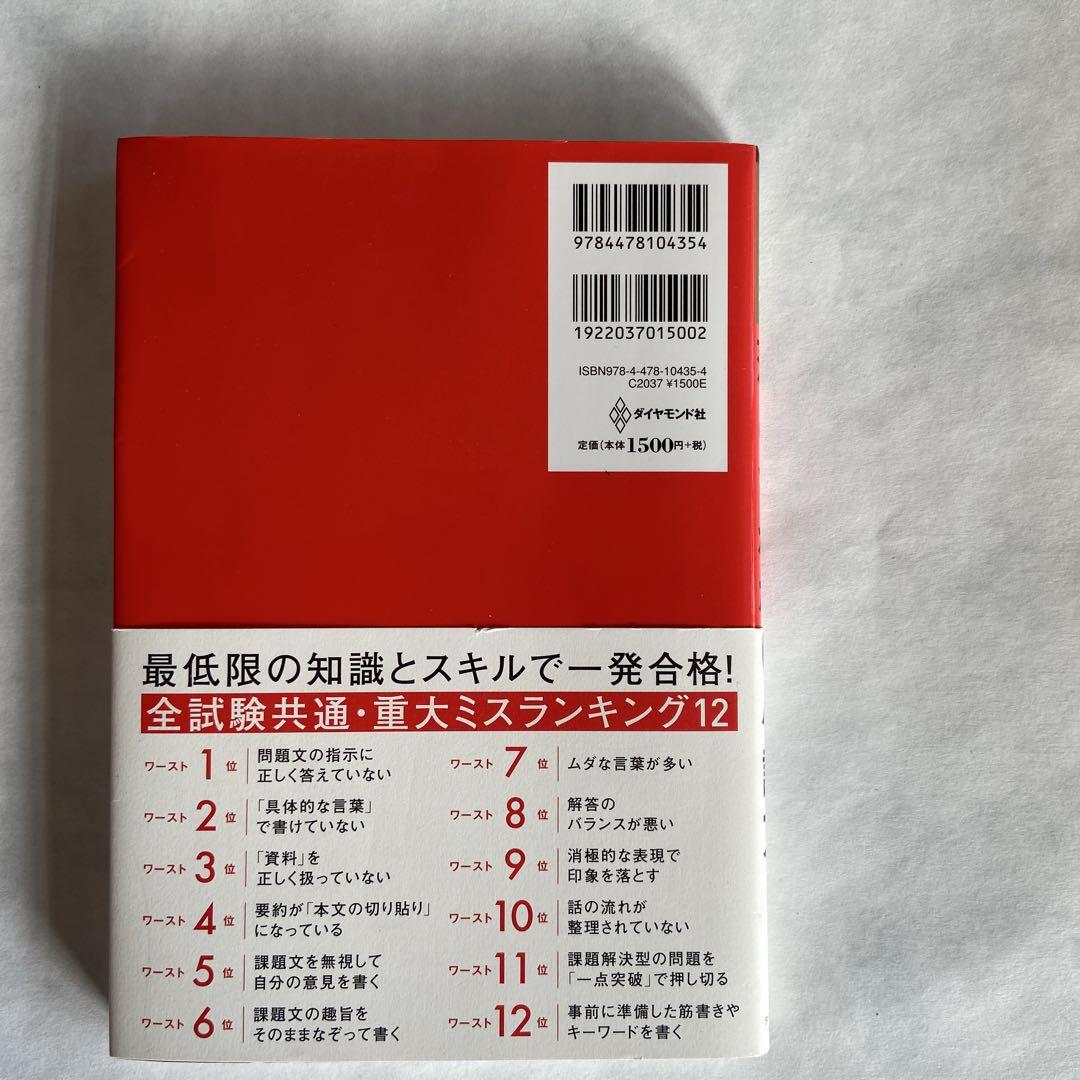 9784478104354
1922037015002
ISBN978-4-478-10435-4
C2037 ¥1500E
ダイヤモンド社
定価(本体1500円+税)
最低限の知識とスキルで一発合格!
全試験共通・重大ミスランキング12
ワースト1位
問題文の指示に
正しく答えていない
ワースト2位
「具体的な言葉」
で書けていない
ワースト3位
「資料」を
正しく扱っていない
ワースト4位
要約が「本文の切り貼り」
になっている
ワースト5位
課題文を無視して
自分の意見を書く
ワースト6位
課題文の趣旨を
そのままなぞって書く
ワースト7位
ムダな言葉が多い
ワースト8位
解答の
バランスが悪い
ワースト9位
消極的な表現で
印象を落とす
ワースト10位
話の流れが
整理されていない
ワースト11位
課題解決型の問題を
「一点突破」で押し切る
ワースト12位
事前に準備した筋書きや
キーワードを書く